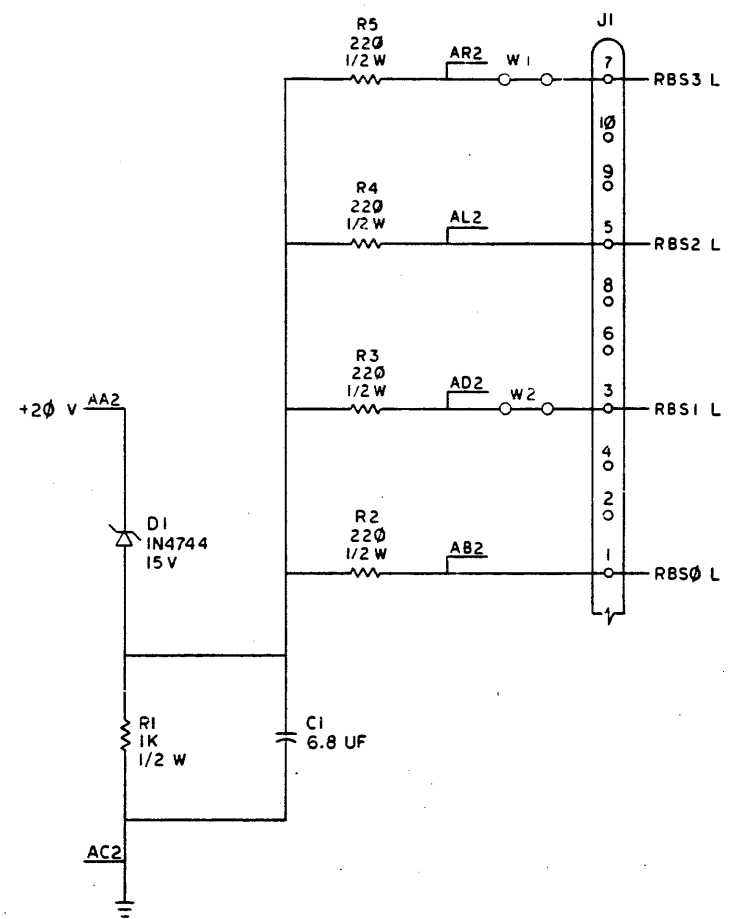 R5
22Ø
1/2 W
AR2
W1
J1
7
RBS3 L
1Ø
9
R4
22Ø
1/2 W
AL2
5
RBS2 L
8
6
R3
22Ø
1/2 W
AD2
W2
3
RBS1 L
+2Ø V
AA2
4
2
D1
1N4744
15V
R2
22Ø
1/2 W
AB2
1
RBSØ L
R1
1K
1/2 W
C1
6.8 UF
AC2